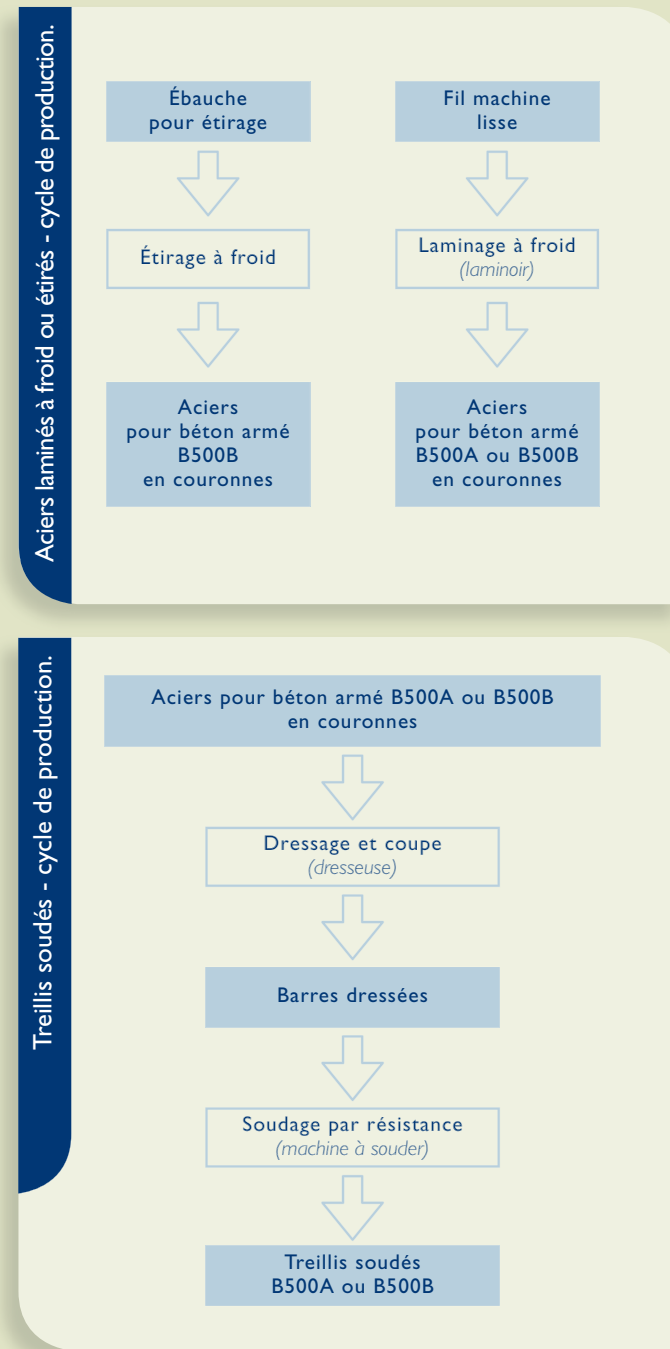 Aciers laminés à froid ou étirés - cycle de production.
Ébauche
pour étirage
Étirage à froid
Aciers
pour béton armé
B500B
en couronnes
Fil machine
lisse
Laminage à froid
(laminoir)
Aciers
pour béton armé
B500A ou B500B
en couronnes
Treillis soudés - cycle de production.
Aciers pour béton armé B500A ou B500B
en couronnes
Dressage et coupe
(dresseuse)
Barres dressées
Soudage par résistance
(machine à souder)
Treillis soudés
B500A ou B500B